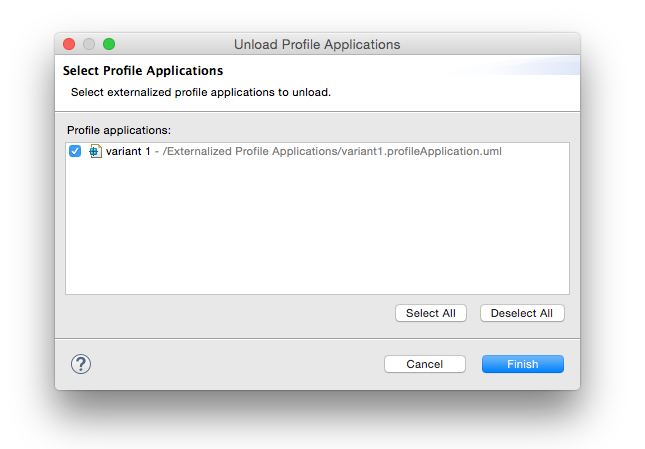 Unload Profile Applications
Select Profile Applications
Select externalized profile applications to unload.
Profile applications:
variant 1 - /Externalized Profile Applications/variant1.profileApplication.uml
Select All Deselect All
? Cancel Finish